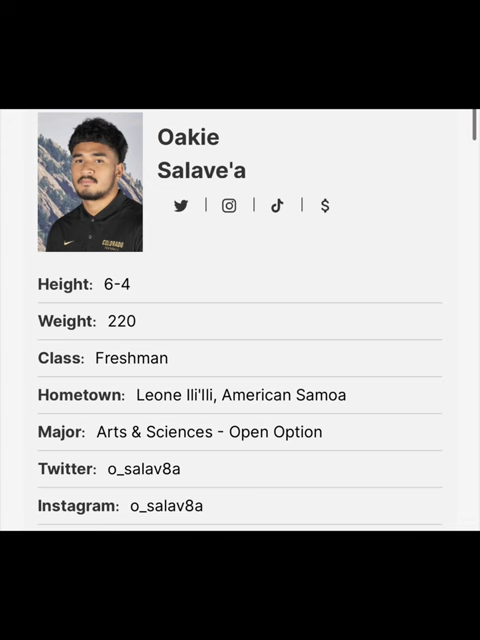 Oakie
Salave'a
COLORADO
Height: 6-4
Weight: 220
Class: Freshman
Hometown: Leone Ili'Ili, American Samoa
Major: Arts & Sciences - Open Option
Twitter: o_salav8a
Instagram: o_salav8a